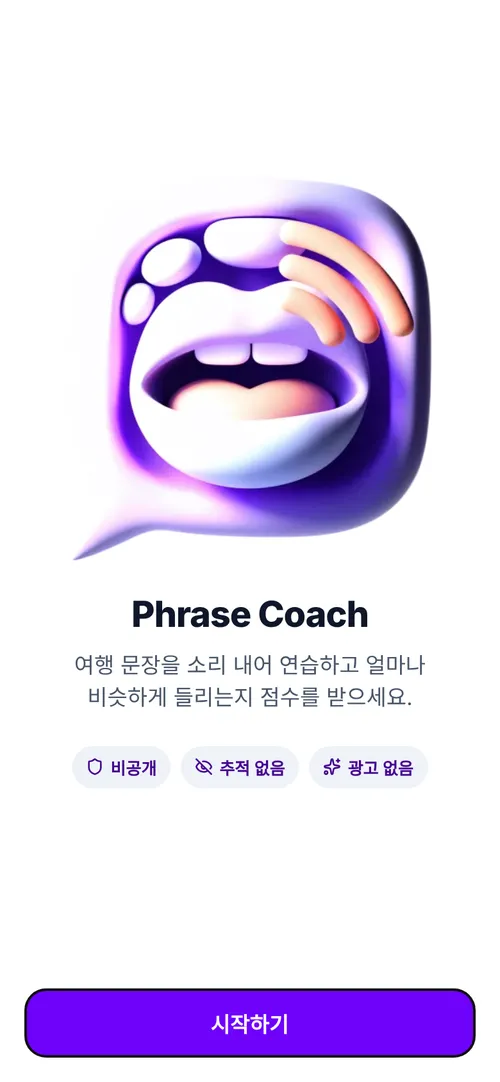 Phrase Coach
여행 문장을 소리 내어 연습하고 얼마나
비슷하게 들리는지 점수를 받으세요.
비공개
추적 없음
광고 없음
시작하기